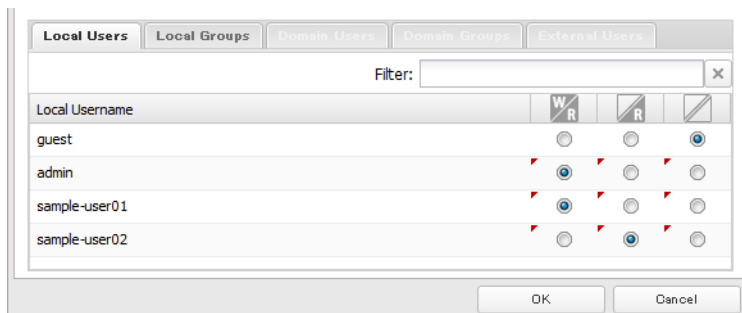 Local Users Local Groups Domain Users Domain Groups External Users
Filter:
Local Username W/R R
guest
admin
sample-user01
sample-user02
OK Cancel